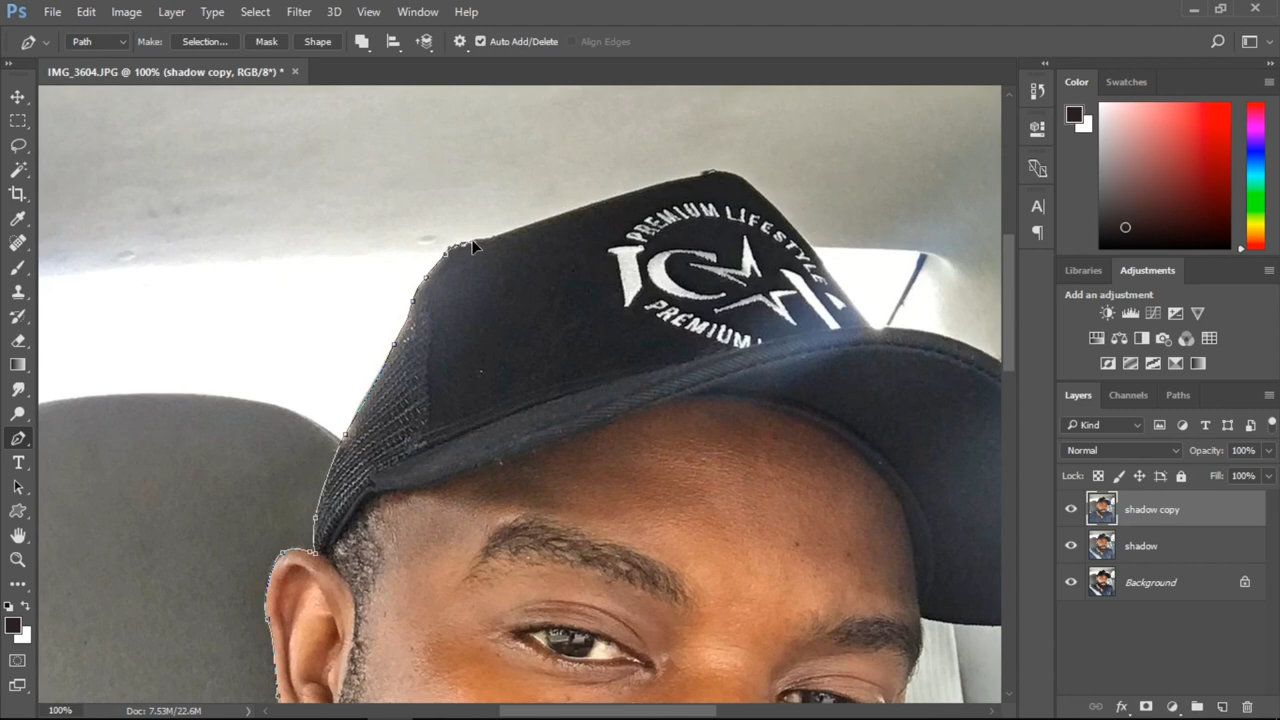 Ps File Edit Image Layer Type Select Filter 3D View Window Help
Path Make: Selection... Mask Shape Auto Add/Delete Align Edges
IMG_3604.JPG @ 100% (shadow copy, RGB/8*) * ×
Color Swatches
PREMIUM LIFESTYLE
PREMIUM
A
Libraries Adjustments
Add an adjustment
Layers Channels Paths
Kind
Normal Opacity: 100%
Lock: Fill: 100%
shadow copy
shadow
Background
T
100% Doc: 7.53M/22.6M
fx